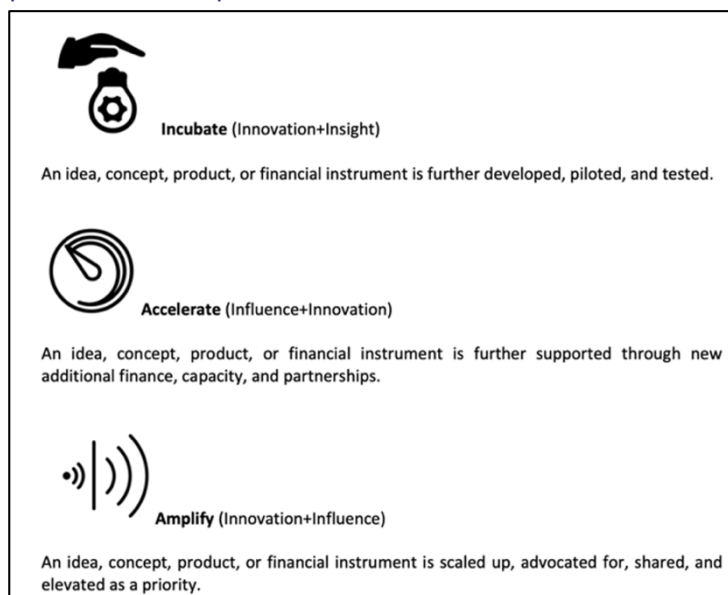 Incubate (Innovation+Insight)
An idea, concept, product, or financial instrument is further developed, piloted, and tested.
Accelerate (Influence+Innovation)
An idea, concept, product, or financial instrument is further supported through new
additional finance, capacity, and partnerships.
Amplify (Innovation+Influence)
An idea, concept, product, or financial instrument is scaled up, advocated for, shared, and
elevated as a priority.